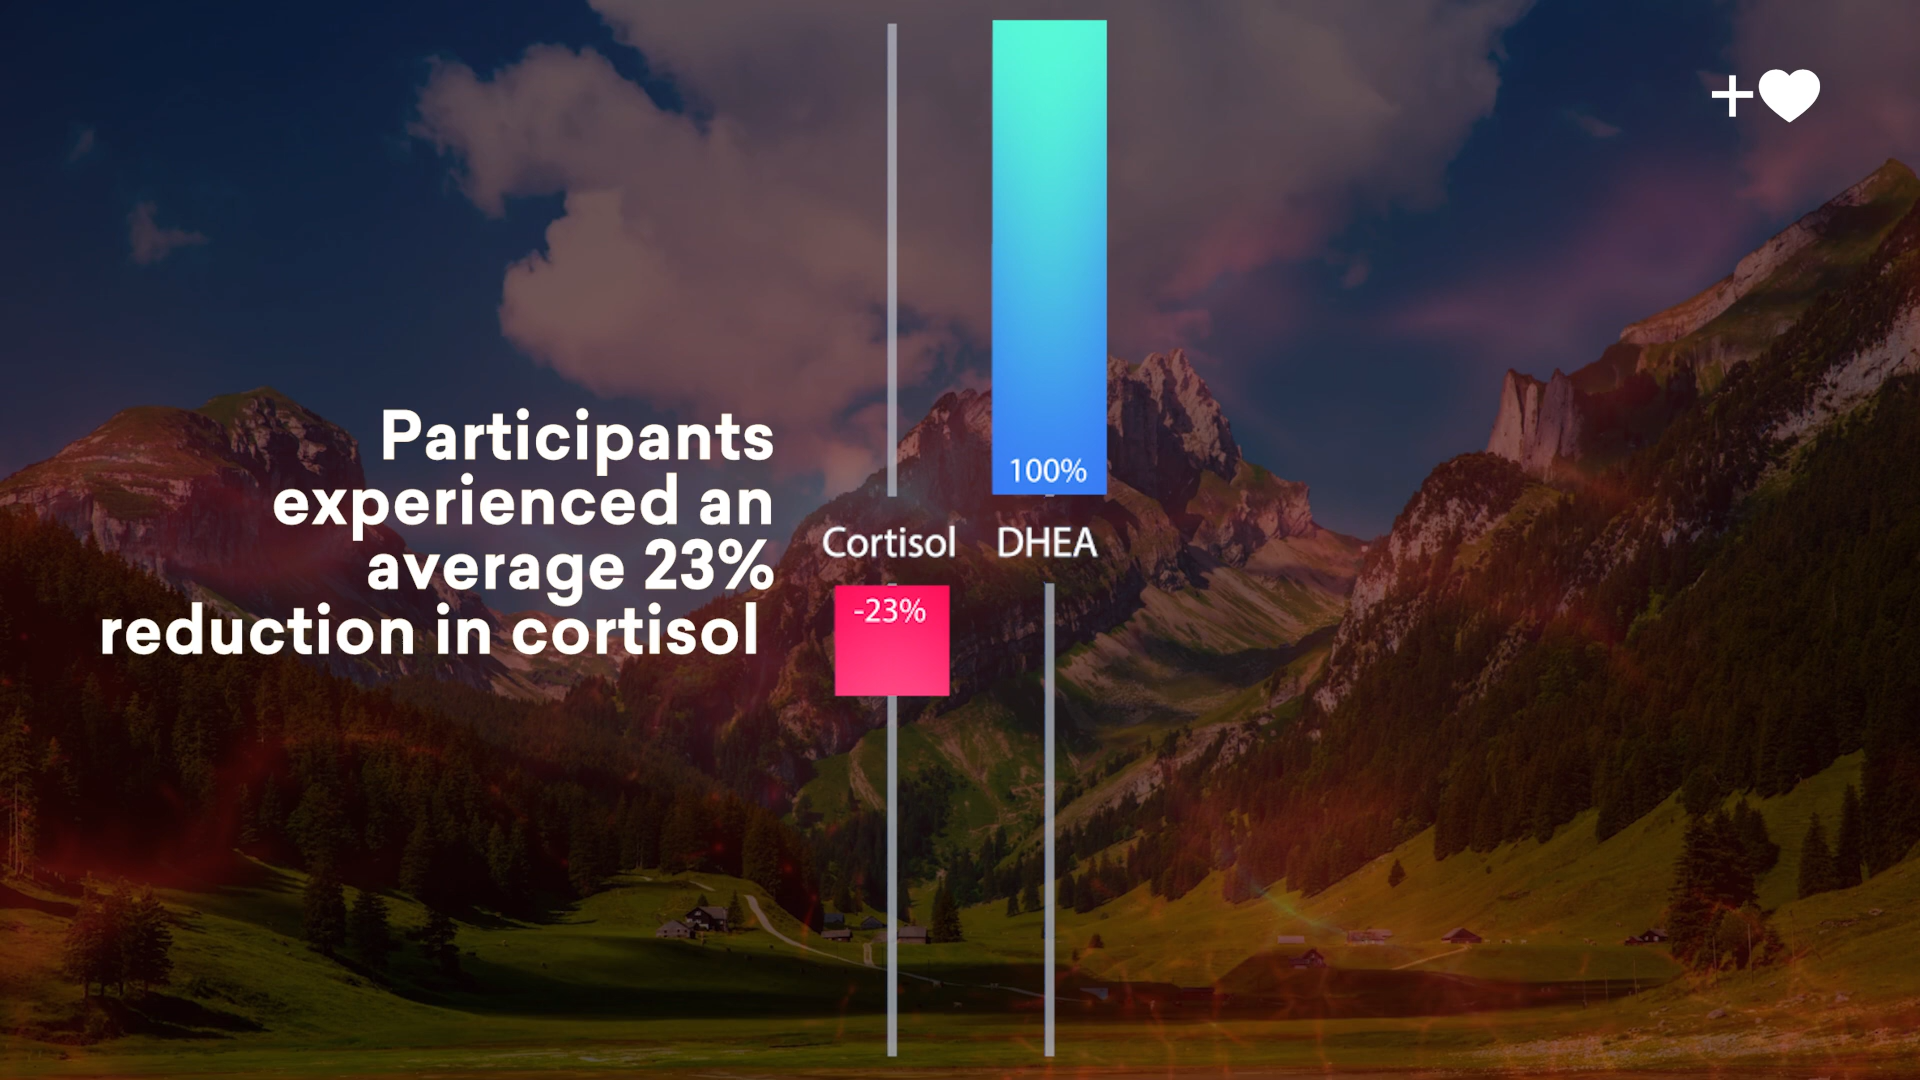 Participants
experienced an
average 23%
reduction in cortisol
100%
Cortisol DHEA
-23%